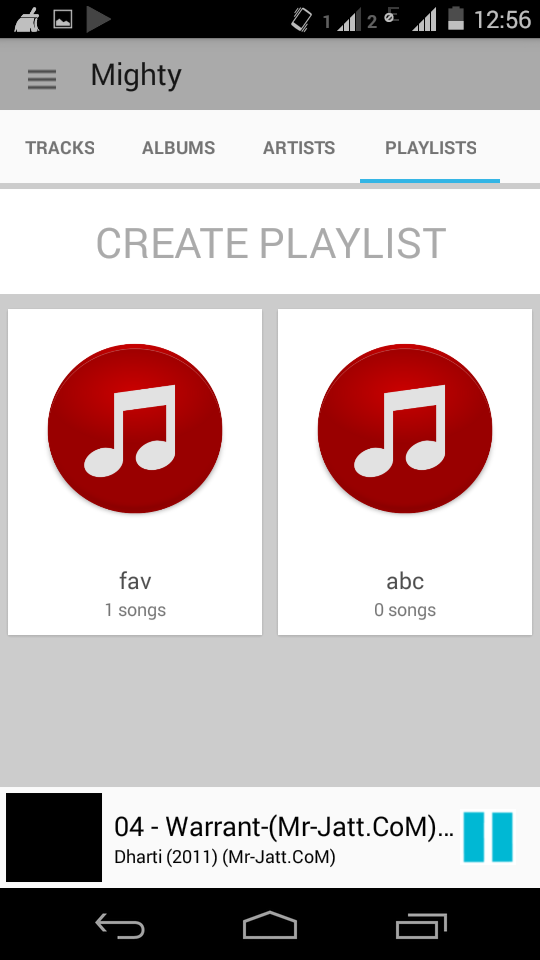 1 2 E 12:56
Mighty
TRACKS ALBUMS ARTISTS PLAYLISTS
CREATE PLAYLIST
fav abc
1 songs 0 songs
04 - Warrant-(Mr-Jatt.CoM)...
Dharti (2011) (Mr-Jatt.CoM)